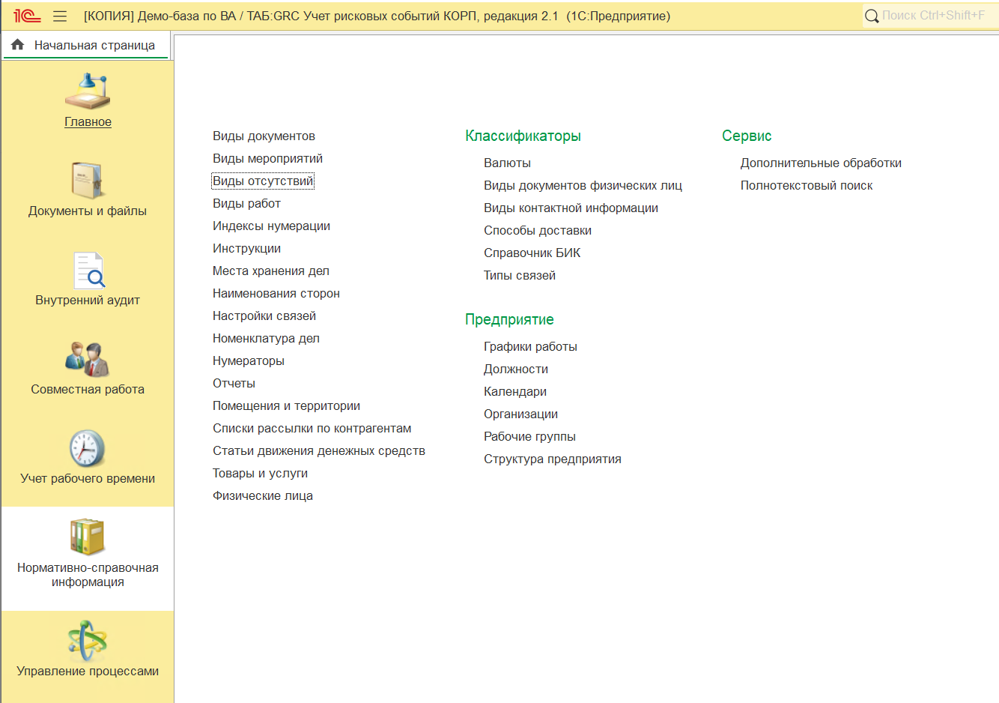 1С [КОПИЯ] Демо-база по ВА / ТАБ:GRC Учет рисковых событий КОРП, редакция 2.1 (1С:Предприятие) Поиск Ctrl+Shift+F
Начальная страница
Главное
Документы и файлы
Внутренний аудит
Совместная работа
Учет рабочего времени
Нормативно-справочная
информация
Управление процессами
Виды документов
Виды мероприятий
Виды отсутствий
Виды работ
Индексы нумерации
Инструкции
Места хранения дел
Наименования сторон
Настройки связей
Номенклатура дел
Нумераторы
Отчеты
Помещения и территории
Списки рассылки по контрагентам
Статьи движения денежных средств
Товары и услуги
Физические лица
Классификаторы
Валюты
Виды документов физических лиц
Виды контактной информации
Способы доставки
Справочник БИК
Типы связей
Предприятие
Графики работы
Должности
Календари
Организации
Рабочие группы
Структура предприятия
Сервис
Дополнительные обработки
Полнотекстовый поиск